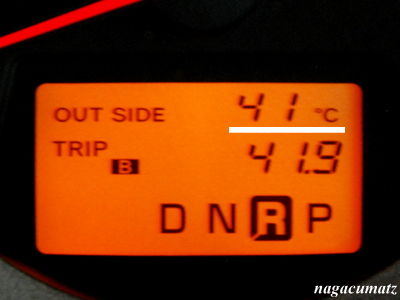 OUT SIDE 41 °C
TRIP B 41.9
D N R P
nagacumatz